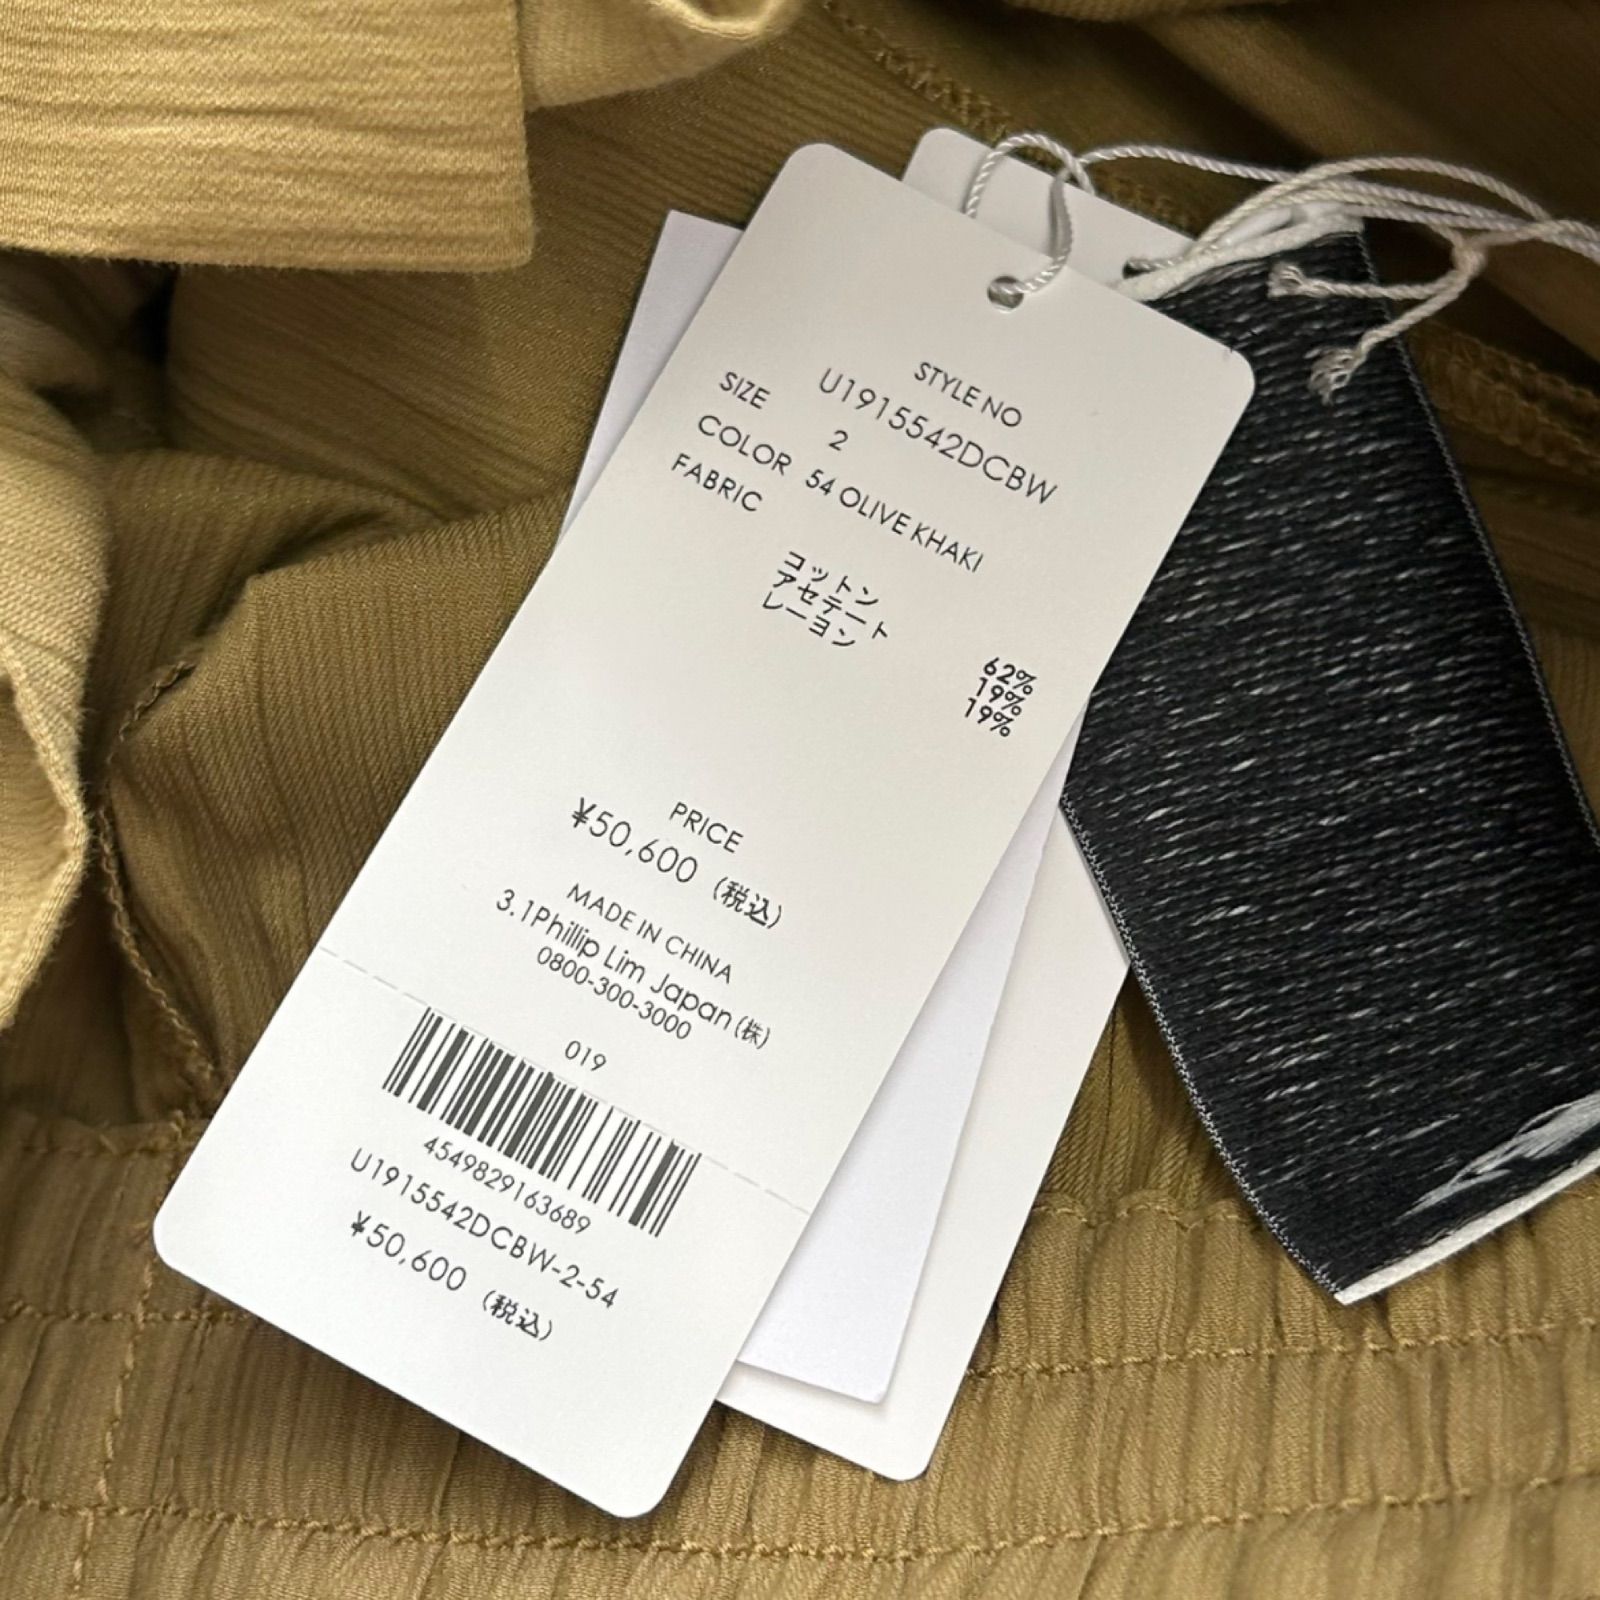 STYLE NO
U1915542DCBW
SIZE 2
COLOR 54 OLIVE KHAKI
FABRIC
コットン 62%
アセテート 19%
レーヨン 19%
PRICE
¥50,600 (税込)
MADE IN CHINA
3.1Phillip Lim Japan(株)
0800-300-3000
019
4549829163689
U1915542DCBW-2-54
¥50,600 (税込)